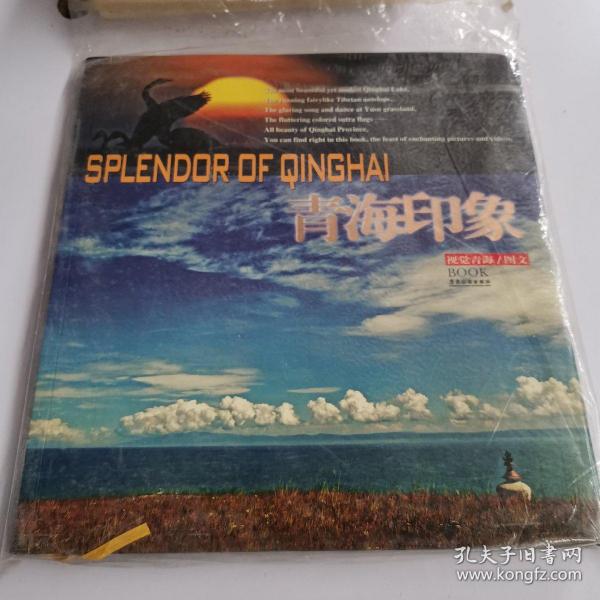 The most beautiful yet modest Qinghai Lake,
The running fairylike Tibetan antelope,
The glaring song and dance at Yusu grassland,
The fluttering colored sutra flags
All beauty of Qinghai Province,
You can find right in this book, the feast of enchanting pictures and videos.
SPLENDOR OF QINGHAI
青海印象
视觉青海/图文
BOOK
孔夫子旧书网
www.kongfz.com